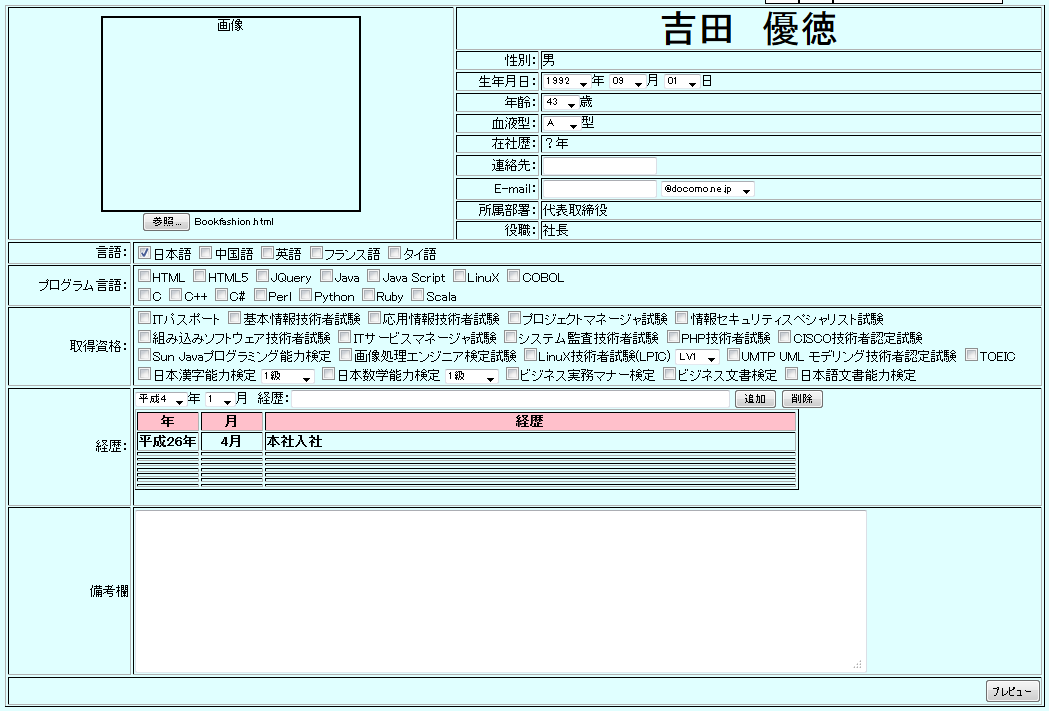 画像
吉田 優徳
性別: 男
生年月日: 1992 年 09 月 01 日
年齢: 43 歳
血液型: A 型
在社歴: ?年
連絡先:
E-mail: @docomo.ne.jp
所属部署: 代表取締役
役職: 社長
参照... Bookfashion.html
言語: 日本語 中国語 英語 フランス語 タイ語
プログラム言語:
HTML HTML5 JQuery Java Java Script LinuX COBOL
C C++ C# Perl Python Ruby Scala
取得資格:
ITパスポート 基本情報技術者試験 応用情報技術者試験 プロジェクトマネージャ試験 情報セキュリティスペシャリスト試験
組み込みソフトウェア技術者試験 ITサービスマネージャ試験 システム監査技術者試験 PHP技術者試験 CISCO技術者認定試験
Sun Javaプログラミング能力検定 画像処理エンジニア検定試験 LinuX技術者試験(LPIC) LV1 UMTP UML モデリング技術者認定試験 TOEIC
日本漢字能力検定 1級 日本数学能力検定 1級 ビジネス実務マナー検定 ビジネス文書検定 日本語文書能力検定
経歴:
平成4 年 1 月 経歴: 追加 削除
年 月 経歴
平成26年 4月 本社入社
備考欄
プレビュー